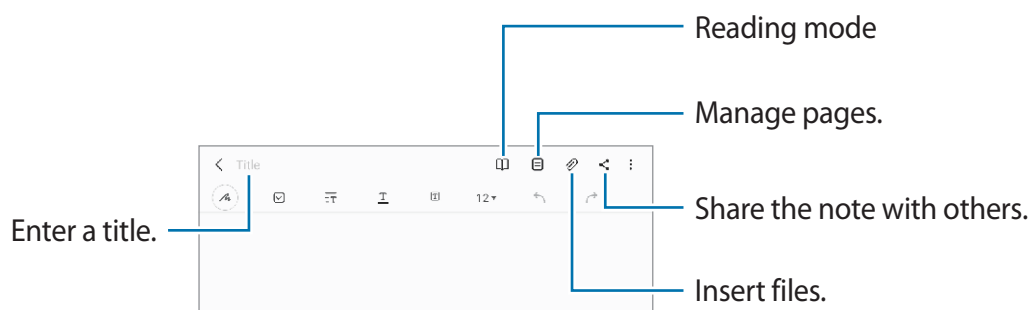 Reading mode
Manage pages.
Title
12
Share the note with others.
Enter a title.
Insert files.